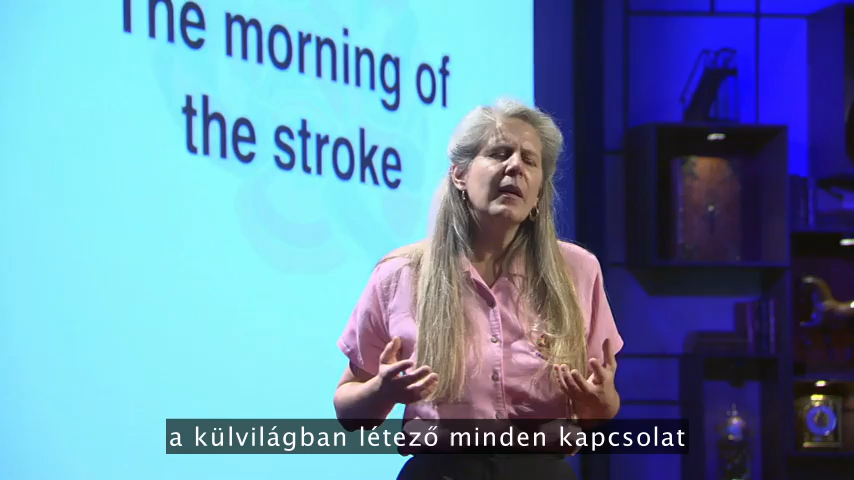 The morning of
the stroke
a külvilágban létező minden kapcsolat